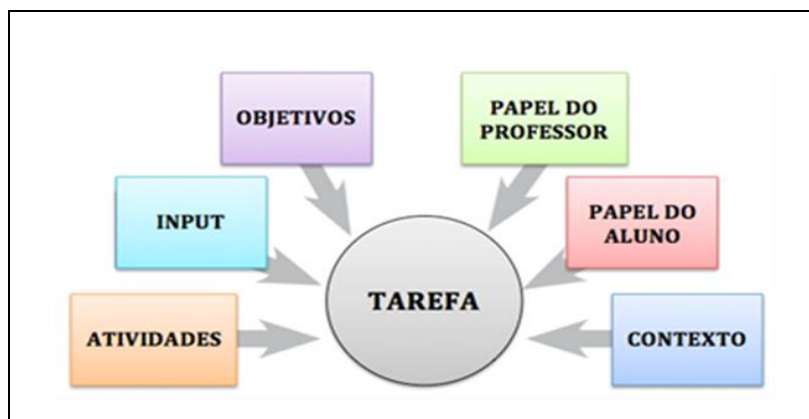 OBJETIVOS
PAPEL DO
PROFESSOR
INPUT
PAPEL DO
ALUNO
TAREFA
ATIVIDADES
CONTEXTO